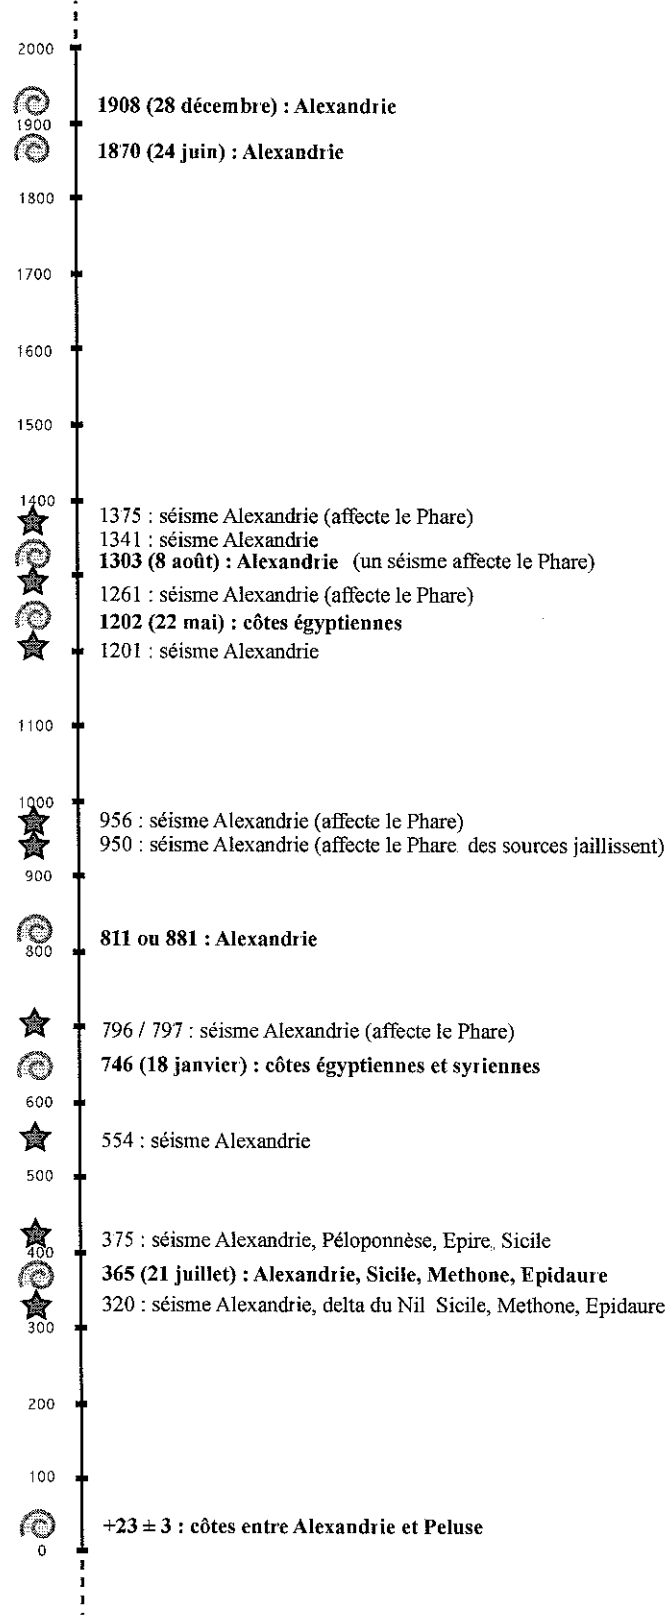 2000
1908 (28 décembre) : Alexandrie
1900
1870 (24 juin) : Alexandrie
1800
1700
1600
1500
1400
1375 : séisme Alexandrie (affecte le Phare)
1341 : séisme Alexandrie
1303 (8 août) : Alexandrie (un séisme affecte le Phare)
1261 : séisme Alexandrie (affecte le Phare)
1202 (22 mai) : côtes égyptiennes
1201 : séisme Alexandrie
1100
1000
956 : séisme Alexandrie (affecte le Phare)
950 : séisme Alexandrie (affecte le Phare des sources jaillissent)
900
811 ou 881 : Alexandrie
800
796 / 797 : séisme Alexandrie (affecte le Phare)
746 (18 janvier) : côtes égyptiennes et syriennes
600
554 : séisme Alexandrie
500
375 : séisme Alexandrie, Péloponnèse, Epire, Sicile
400
365 (21 juillet) : Alexandrie, Sicile, Methone, Epidaure
320 : séisme Alexandrie, delta du Nil Sicile, Methone, Epidaure
300
200
100
+23 ± 3 : côtes entre Alexandrie et Peluse
0